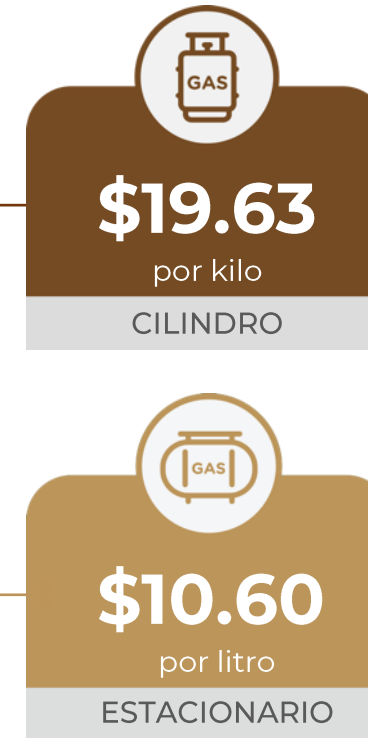 GAS
$19.63
por kilo
CILINDRO
GAS
$10.60
por litro
ESTACIONARIO